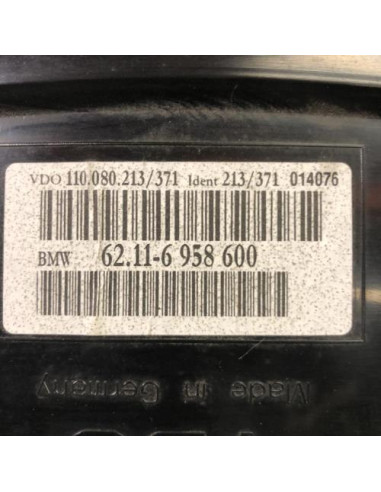 VDO 110.080.213/371 Ident 213/371 014076
BMW 62.11-6 958 600
Made in
Germany